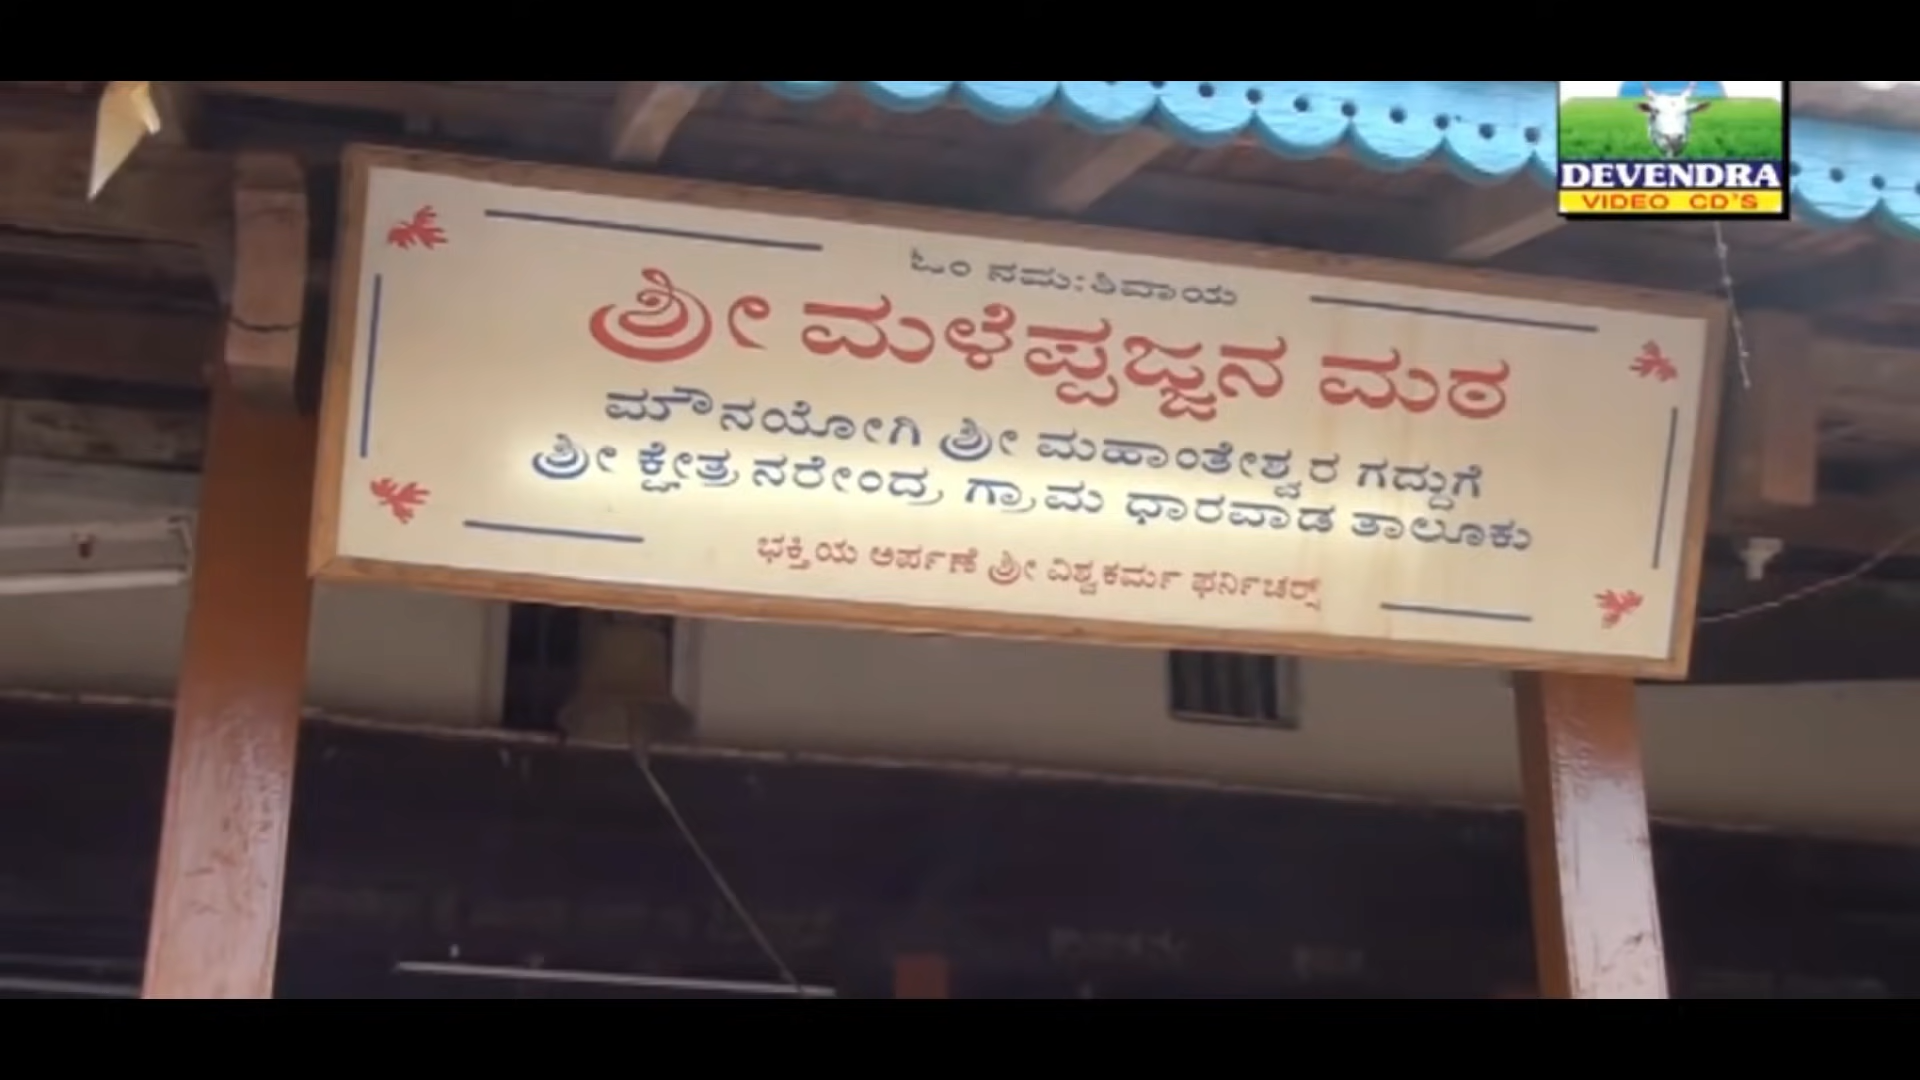 DEVENDRA
VIDEO CD'S
ಓಂ ನಮ:ಶಿವಾಯ
ಶ್ರೀ ಮಳೆಪ್ಪಜ್ಜನ ಮಠ
ಮೌನಯೋಗಿ ಶ್ರೀ ಮಹಾಂತೇಶ್ವರ ಗದ್ದುಗೆ
ಶ್ರೀ ಕ್ಷೇತ್ರ ನರೇಂದ್ರ ಗ್ರಾಮ ಧಾರವಾಡ ತಾಲೂಕು
ಭಕ್ತಿಯ ಅರ್ಪಣೆ ಶ್ರೀ ವಿಶ್ವಕರ್ಮ ಫರ್ನಿಚರ್ಸ್